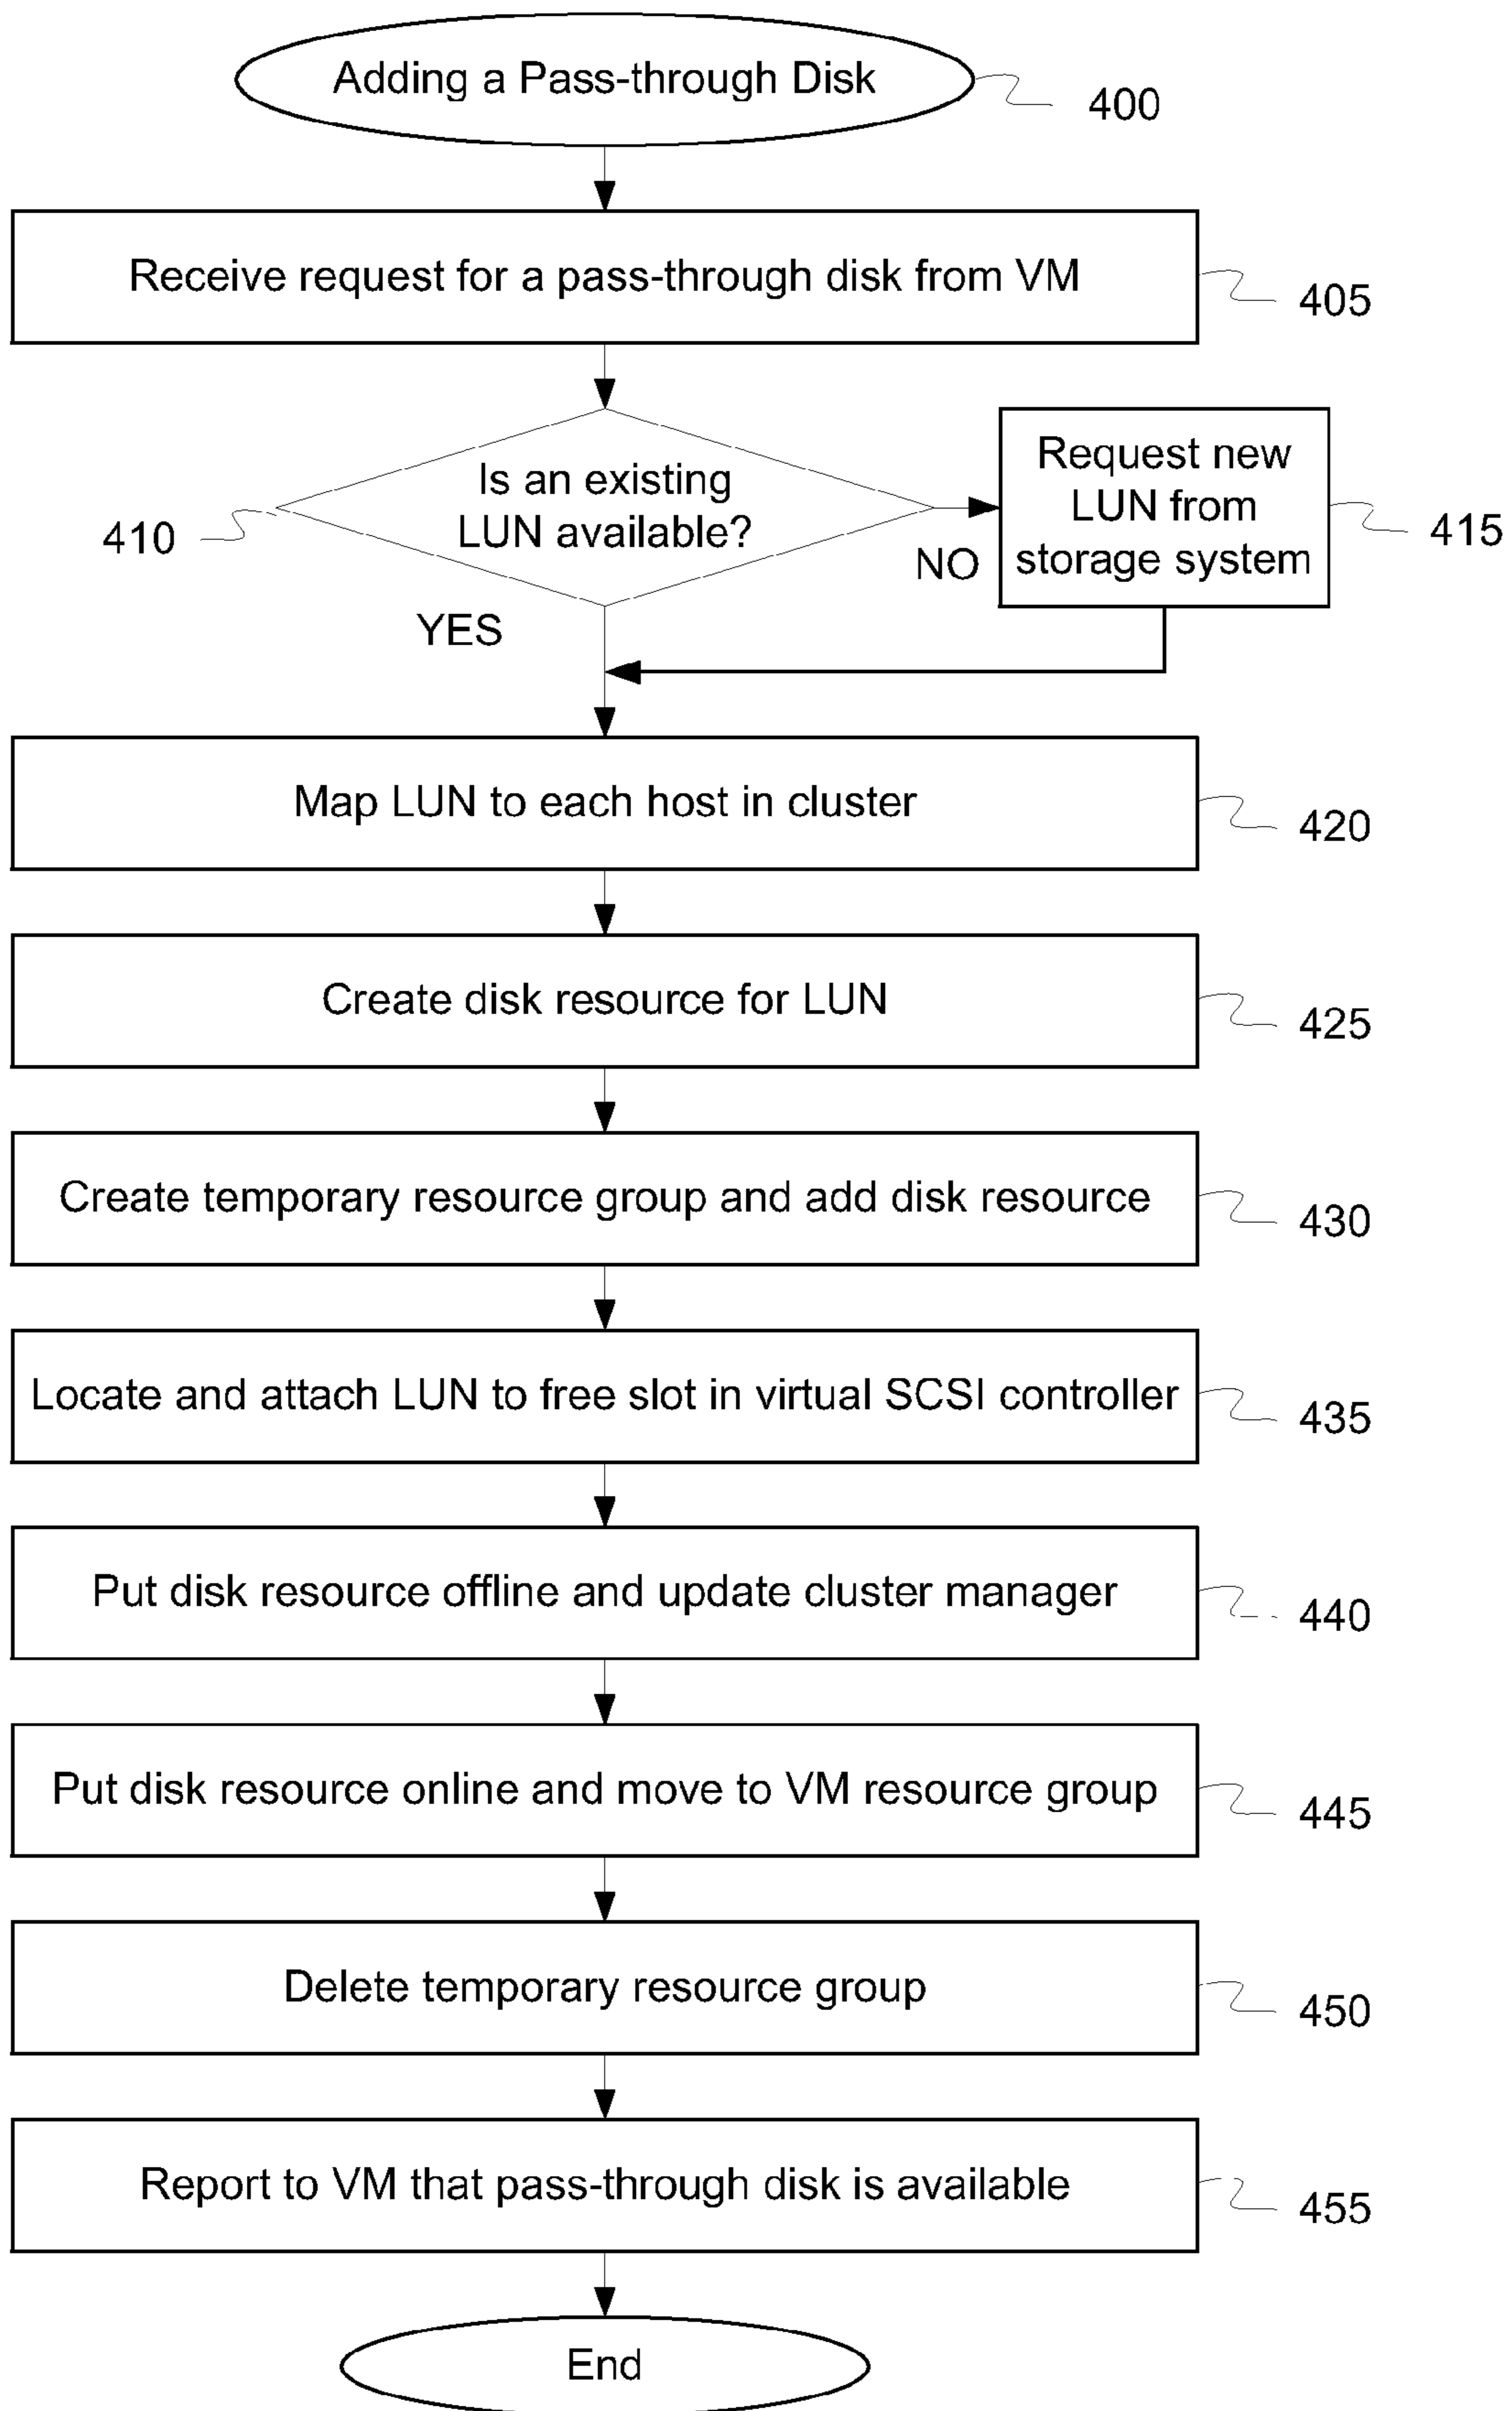 Adding a Pass-through Disk
400
Receive request for a pass-through disk from VM
405
Is an existing
LUN available?
410
NO
Request new
LUN from
storage system
415
YES
Map LUN to each host in cluster
420
Create disk resource for LUN
425
Create temporary resource group and add disk resource
430
Locate and attach LUN to free slot in virtual SCSI controller
435
Put disk resource offline and update cluster manager
440
Put disk resource online and move to VM resource group
445
Delete temporary resource group
450
Report to VM that pass-through disk is available
455
End